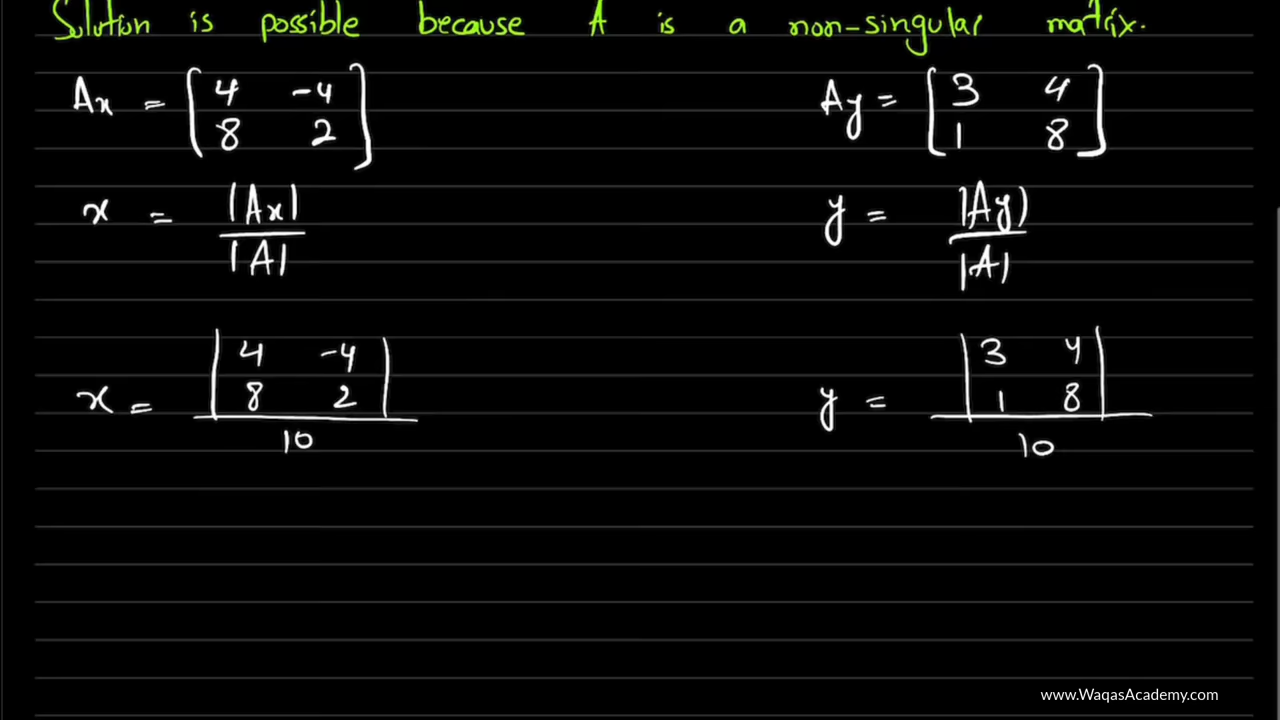 Solution is possible because A is a non-singular matrix.
Ax = [4 -4
8 2]
Ay = [3 4
1 8]
x = |Ax|
|A|
y = |Ay|
|A|
x = |4 -4
8 2|
10
y = |3 4
1 8|
10
www.WaqasAcademy.com